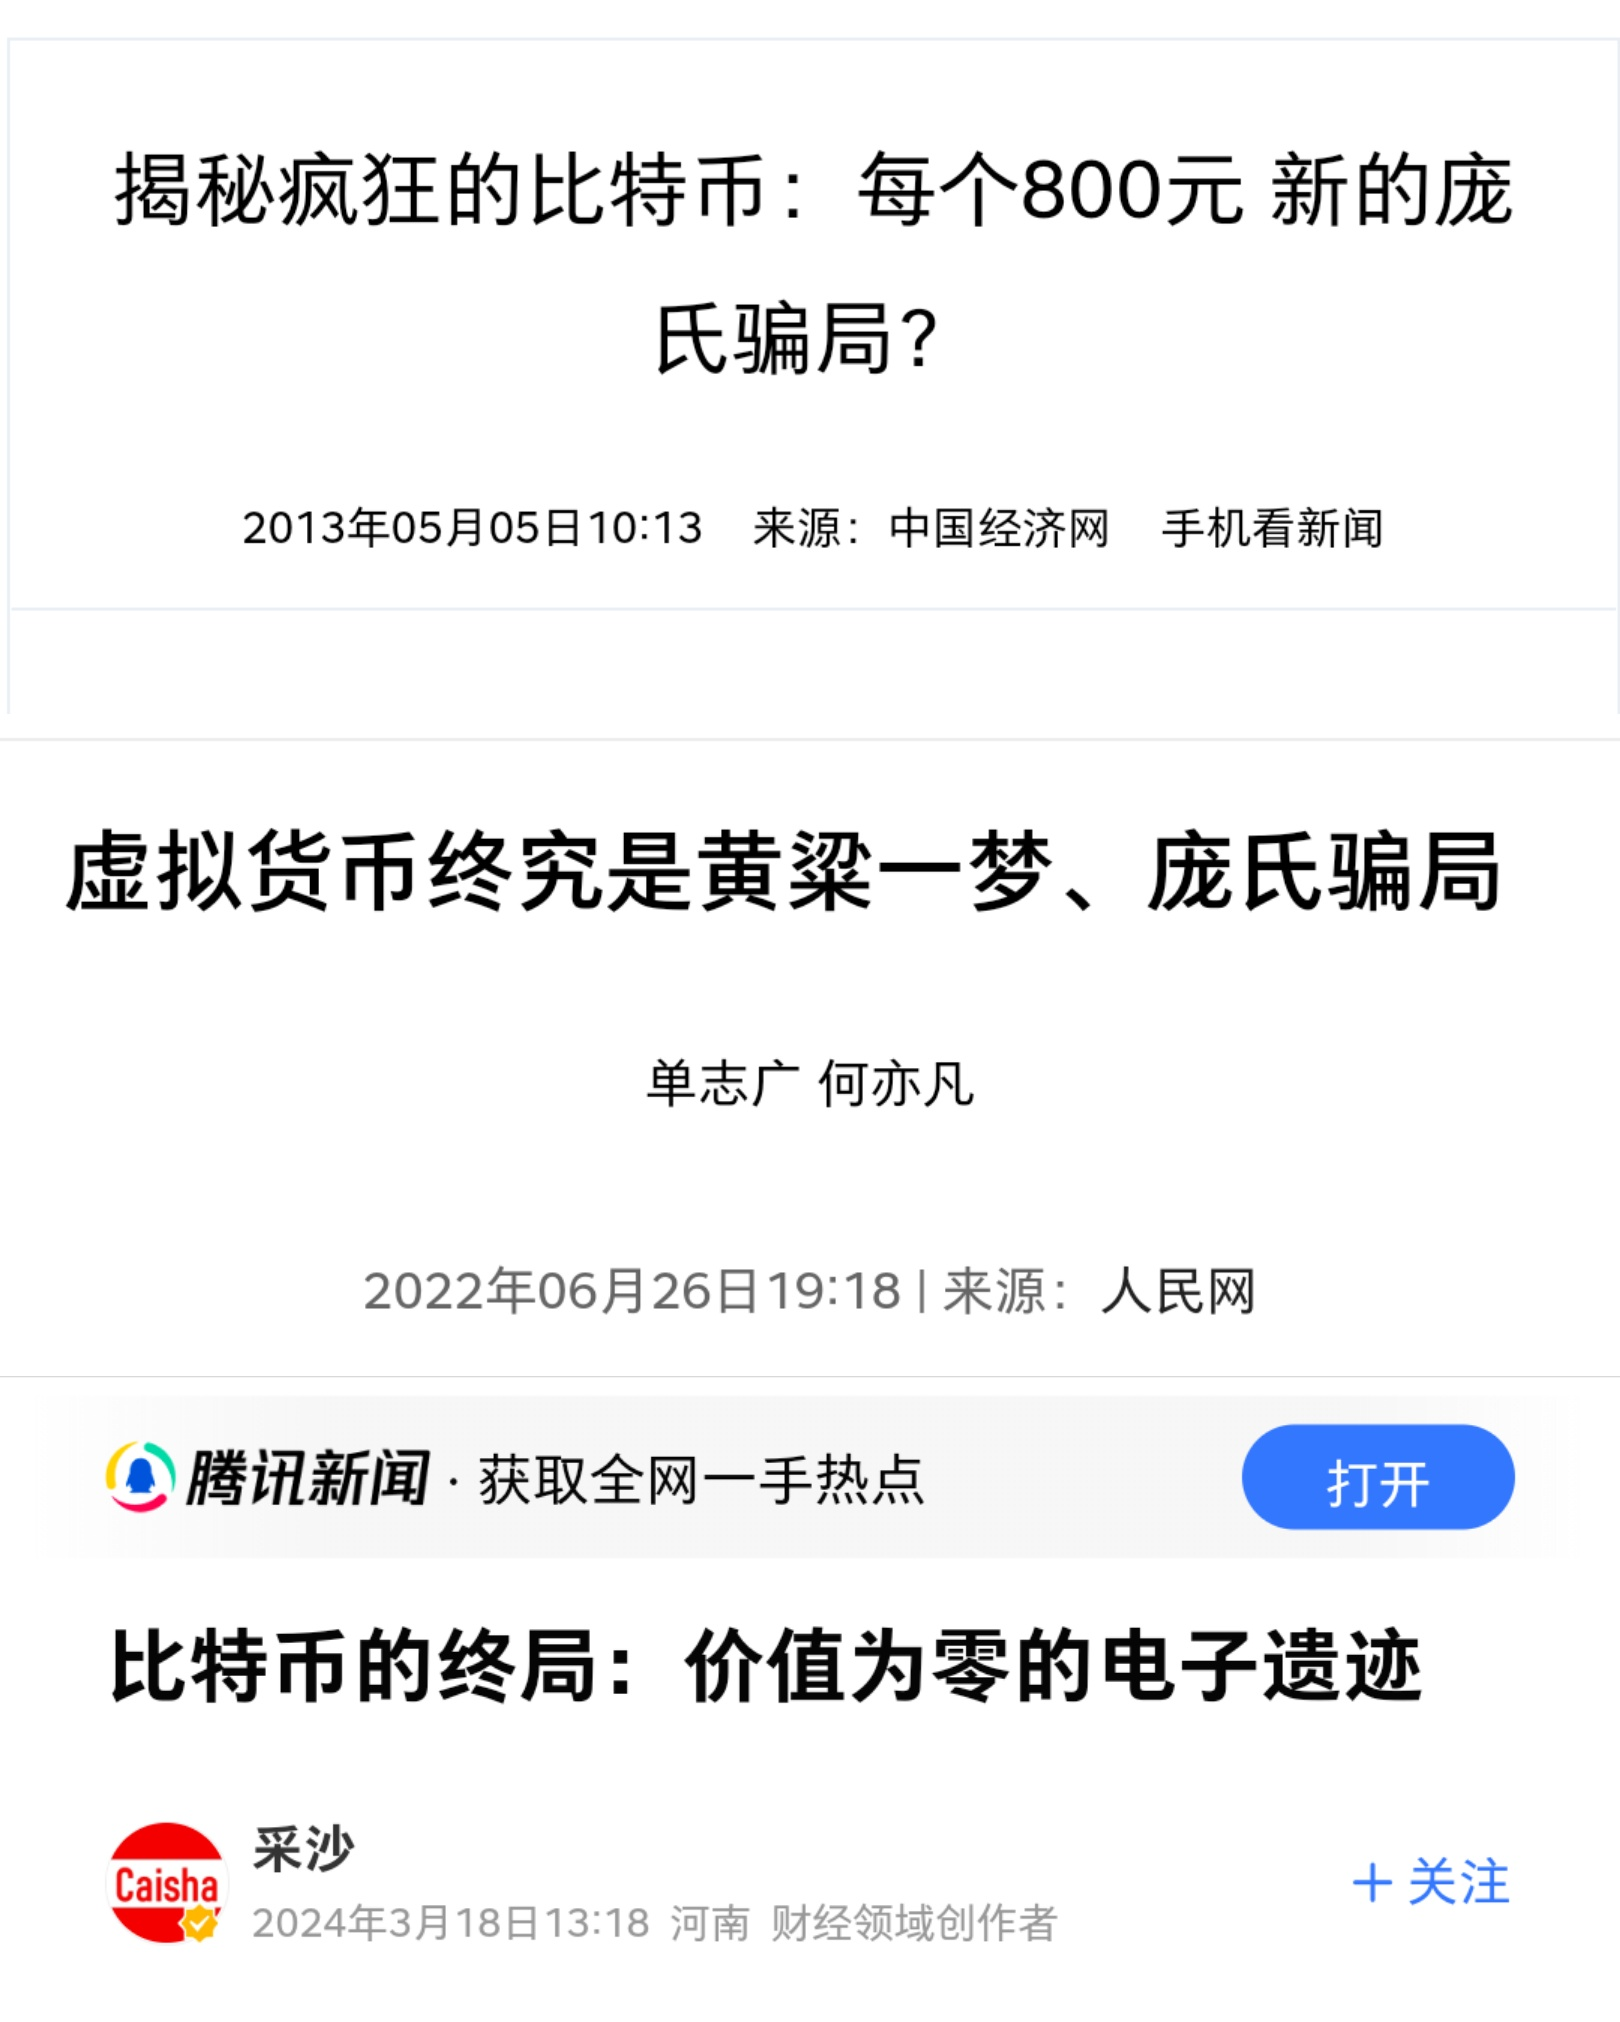 揭秘疯狂的比特币：每个800元 新的庞
氏骗局?
2013年05月05日10:13 来源：中国经济网 手机看新闻
虚拟货币终究是黄粱一梦、庞氏骗局
单志广 何亦凡
2022年06月26日19:18 | 来源：人民网
腾讯新闻 · 获取全网一手热点 打开
比特币的终局：价值为零的电子遗迹
Caisha
采沙
+ 关注
2024年3月18日13:18 河南 财经领域创作者